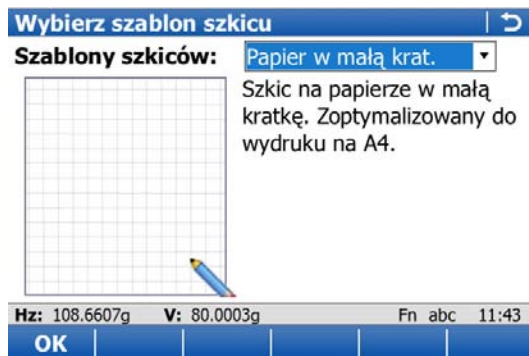 Wybierz szablon szkicu
Szablony szkiców: Papier w małą krat.
Szkic na papierze w małą
kratkę. Zoptymalizowany do
wydruku na A4.
Hz: 108.6607g V: 80.0003g Fn abc 11:43
OK